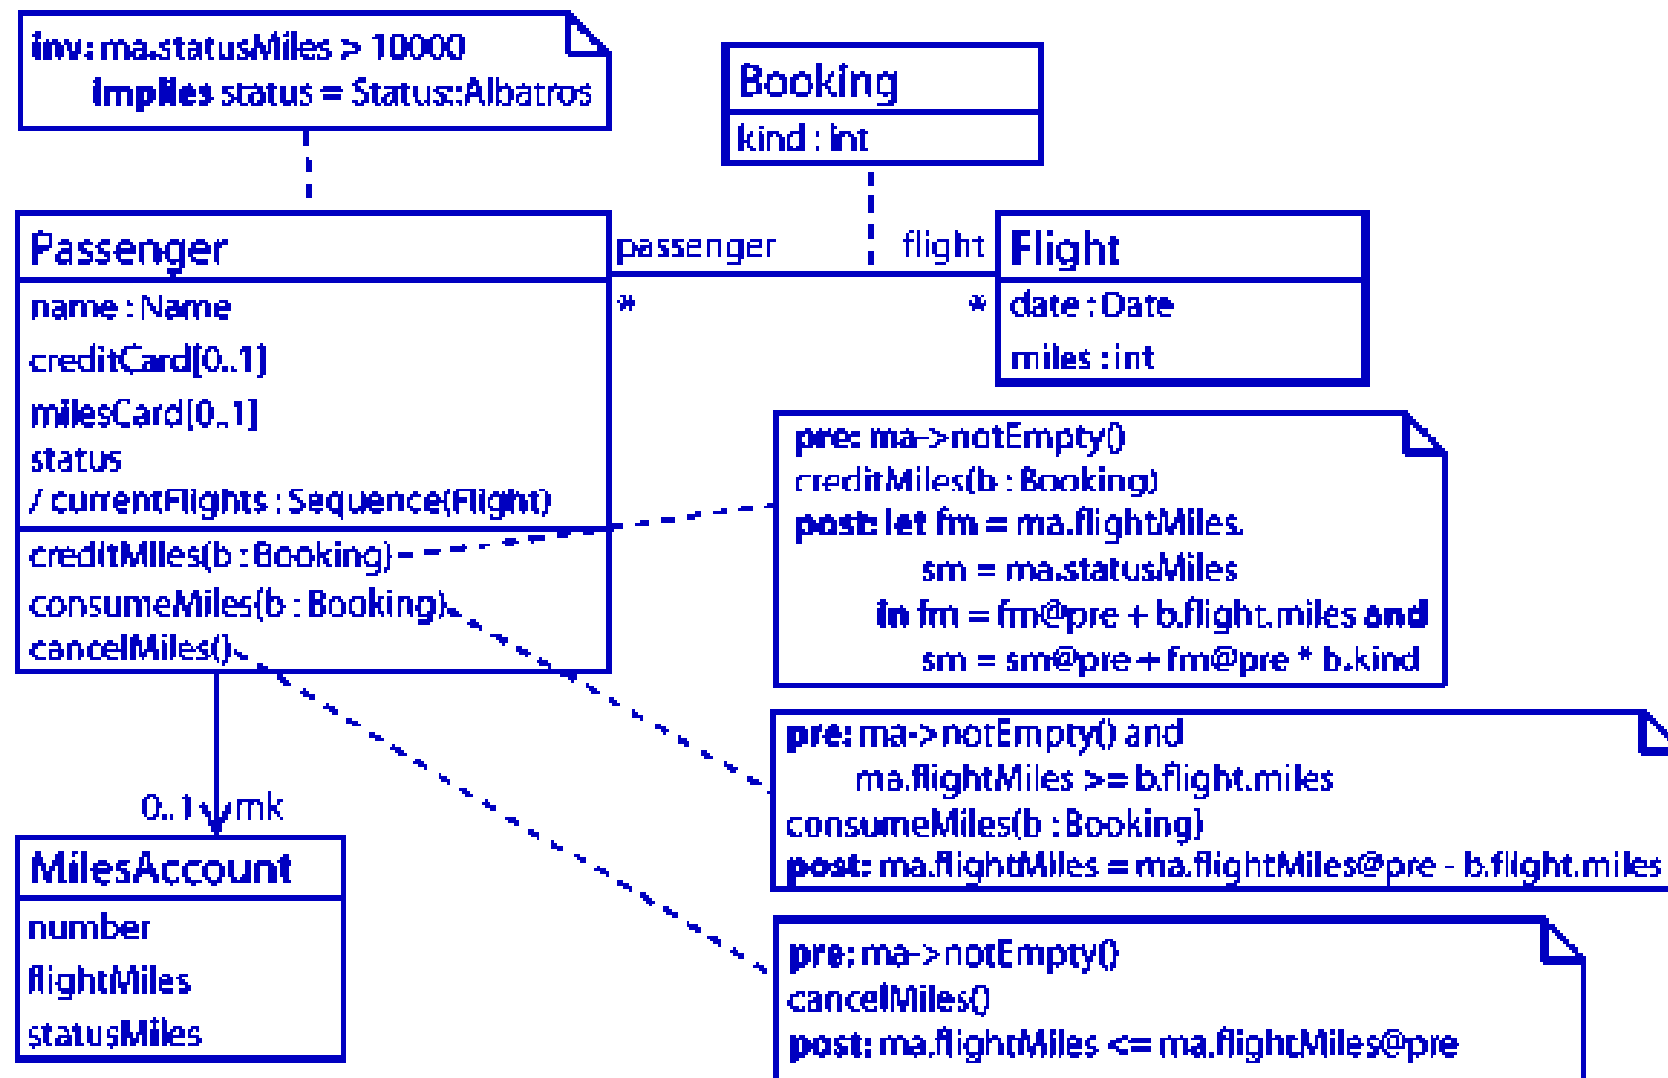 inv: ma.statusMiles > 10000
implies status = Status::Albatros
Booking
kind : int
Passenger
name : Name
creditCard[0..1]
milesCard[0..1]
status
/ currentFlights : Sequence(Flight)
creditMiles(b : Booking)
consumeMiles(b : Booking)
cancelMiles()
passenger
flight
*
*
Flight
date : Date
miles : int
pre: ma->notEmpty()
creditMiles(b : Booking)
post: let fm = ma.flightMiles.
sm = ma.statusMiles
in fm = fm@pre + b.flight.miles and
sm = sm@pre + fm@pre * b.kind
pre: ma->notEmpty() and
ma.flightMiles >= b.flight.miles
consumeMiles(b : Booking)
post: ma.flightMiles = ma.flightMiles@pre - b.flight.miles
0..1
mk
MilesAccount
number
flightMiles
statusMiles
pre: ma->notEmpty()
cancelMiles()
post: ma.flightMiles <= ma.flightMiles@pre